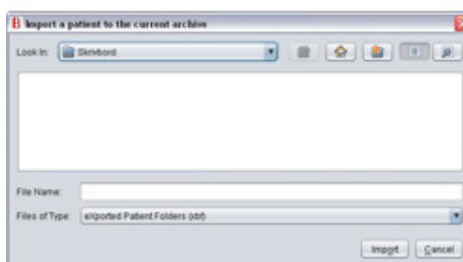 Import a patient to the current archive
Look In: Skrivbord
File Name:
Files of Type: eXported Patient Folders (xbf)
Import Cancel